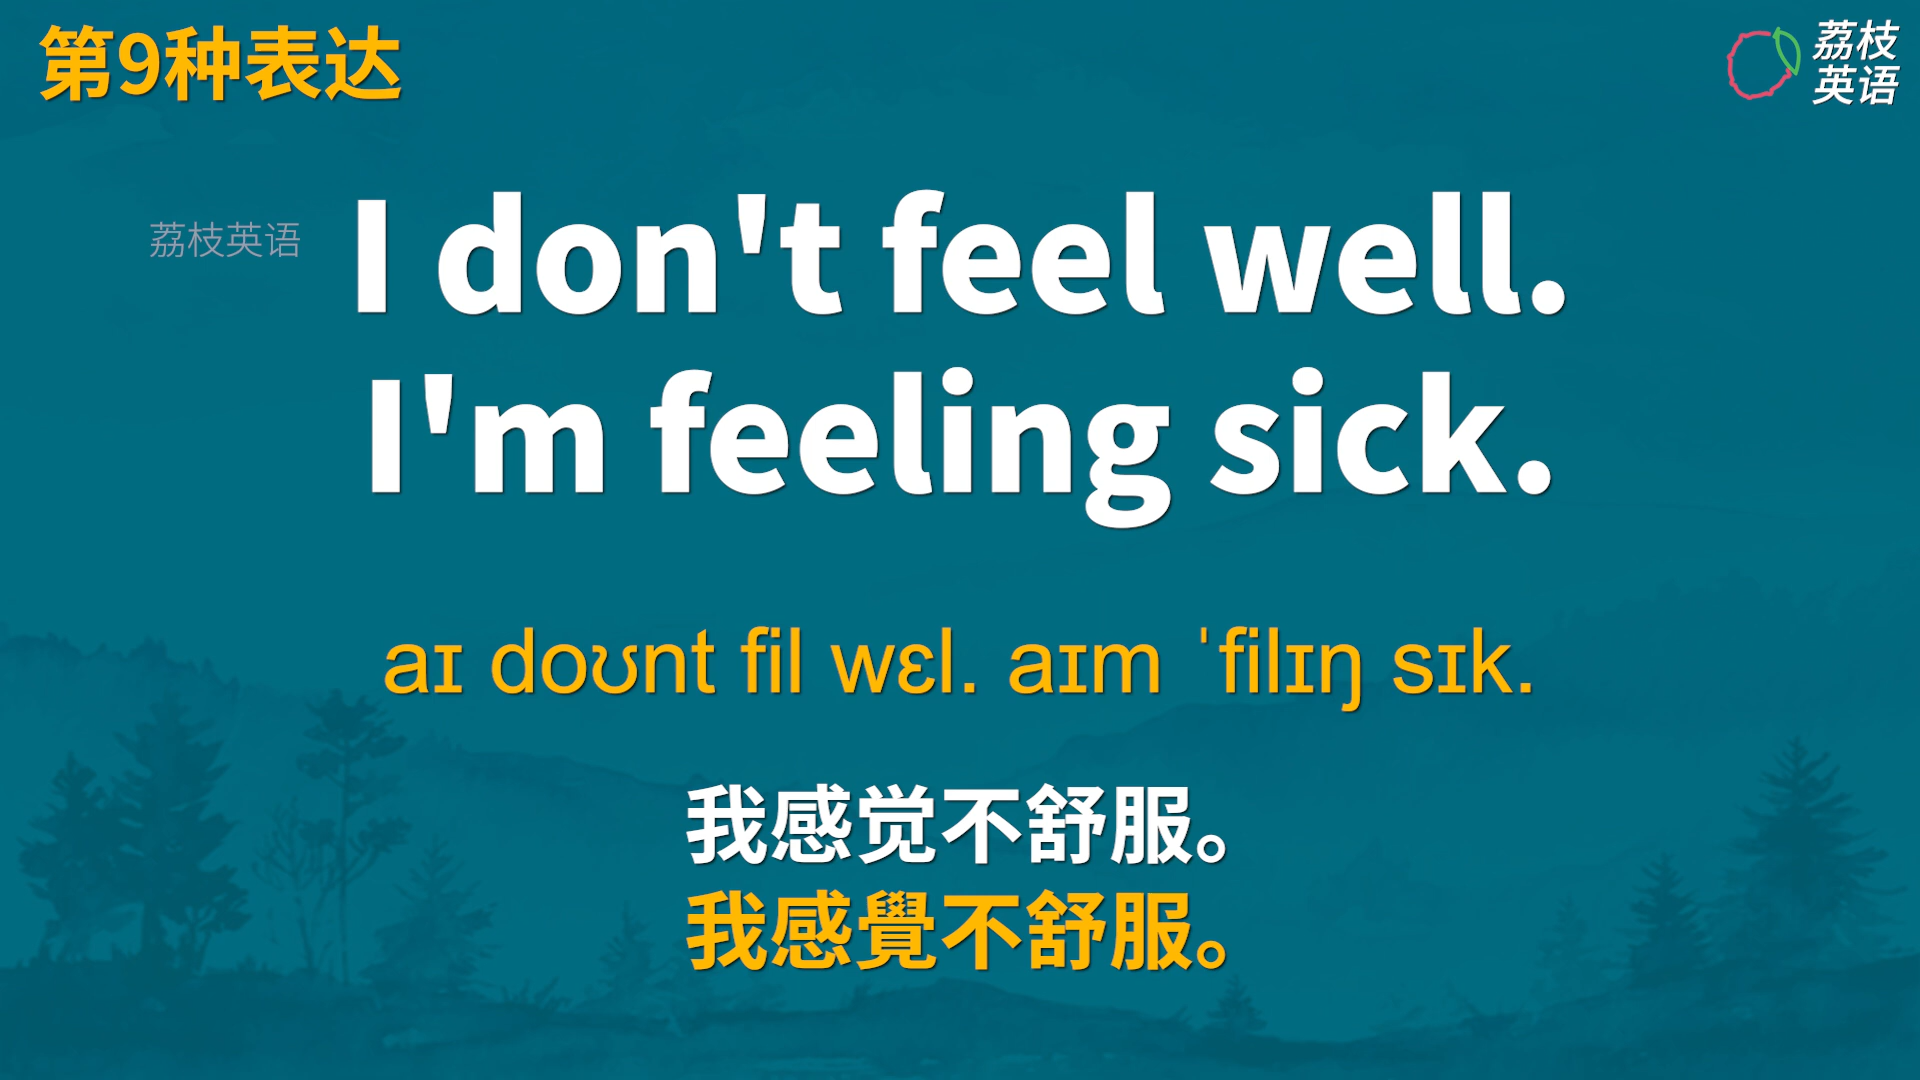 第9种表达
荔枝
英语
荔枝英语
I don't feel well.
I'm feeling sick.
aɪ doʊnt fil wɛl. aɪm ˈfilɪŋ sɪk.
我感觉不舒服。
我感覺不舒服。